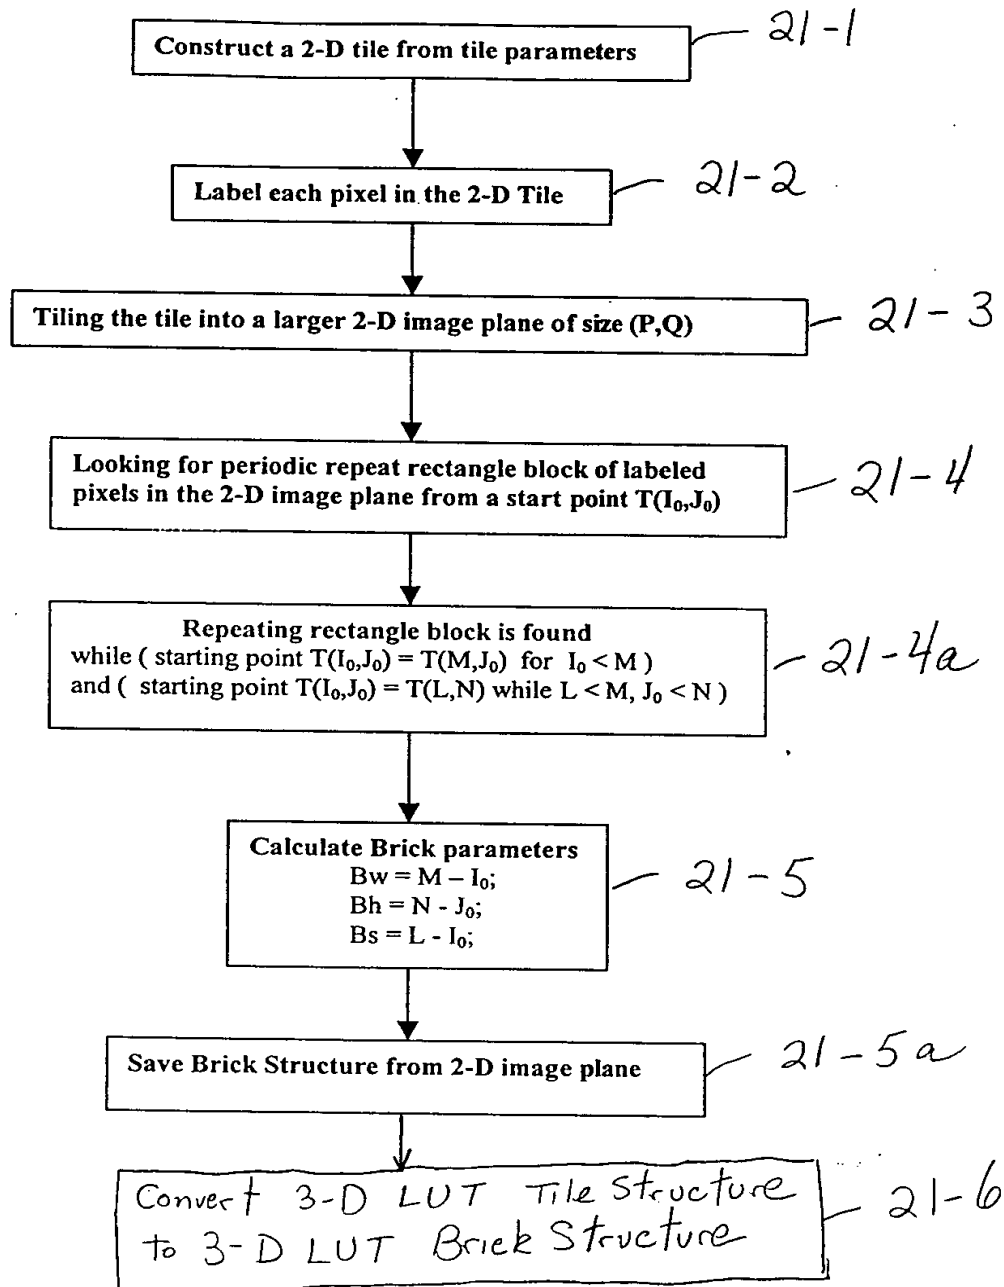 Construct a 2-D tile from tile parameters
21-1
Label each pixel in the 2-D Tile
21-2
Tiling the tile into a larger 2-D image plane of size (P,Q)
21-3
Looking for periodic repeat rectangle block of labeled
pixels in the 2-D image plane from a start point T(I₀,J₀)
21-4
Repeating rectangle block is found
while ( starting point T(I₀,J₀) = T(M,J₀) for I₀ < M )
and ( starting point T(I₀,J₀) = T(L,N) while L < M, J₀ < N )
21-4a
Calculate Brick parameters
Bw = M – I₀;
Bh = N - J₀;
Bs = L - I₀;
21-5
Save Brick Structure from 2-D image plane
21-5a
Convert 3-D LUT Tile Structure
to 3-D LUT Brick Structure
21-6